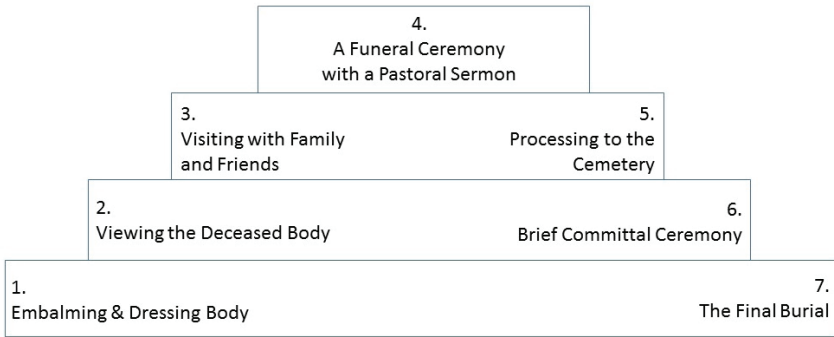 4.
A Funeral Ceremony
with a Pastoral Sermon
3.
Visiting with Family
and Friends
5.
Processing to the
Cemetery
2.
Viewing the Deceased Body
6.
Brief Committal Ceremony
1.
Embalming & Dressing Body
7.
The Final Burial